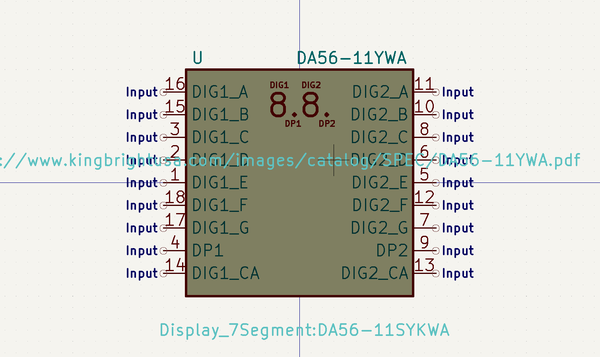 U DA56-11YWA
Input 16 DIG1_A DIG1 DIG2 DIG2_A 11 Input
Input 15 DIG1_B 8.8. DIG2_B 10 Input
Input 3 DIG1_C DP1 DP2 DIG2_C 8 Input
Input 2 DIG1_D DIG2_D 6 Input
://www.kingbrightusa.com/images/catalog/SPEC/DA56-11YWA.pdf
Input 1 DIG1_E DIG2_E 5 Input
Input 18 DIG1_F DIG2_F 12 Input
Input 17 DIG1_G DIG2_G 7 Input
Input 4 DP1 DP2 9 Input
Input 14 DIG1_CA DIG2_CA 13 Input
Display_7Segment:DA56-11SYKWA